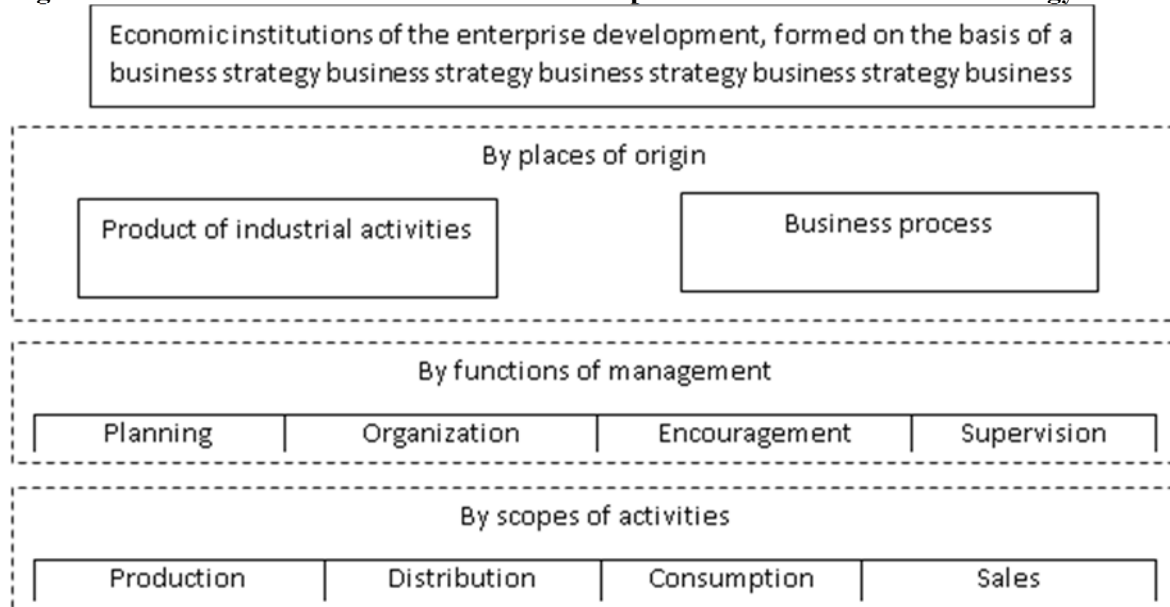 Economic institutions of the enterprise development, formed on the basis of a
business strategy business strategy business strategy business strategy business
By places of origin
Product of industrial activities
Business process
By functions of management
Planning Organization Encouragement Supervision
By scopes of activities
Production Distribution Consumption Sales